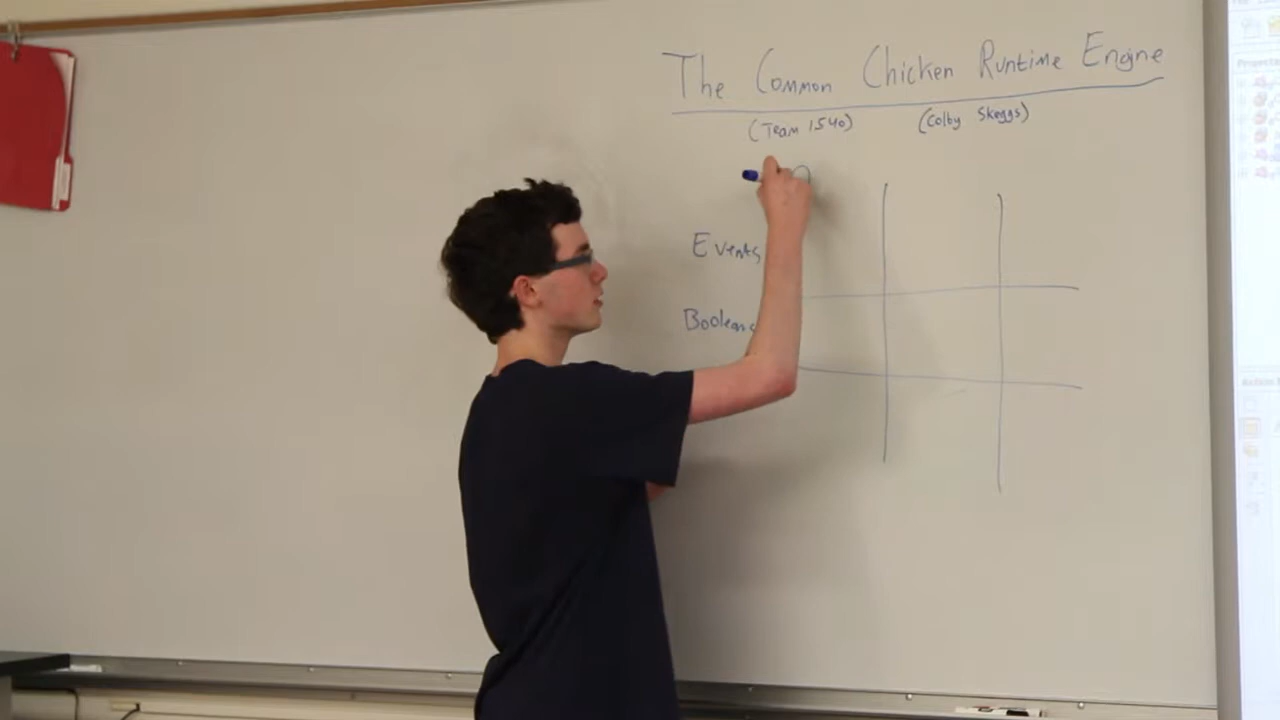 The Common Chicken Runtime Engine
(Team 1540) (Colby Skeggs)
Events
Booleans